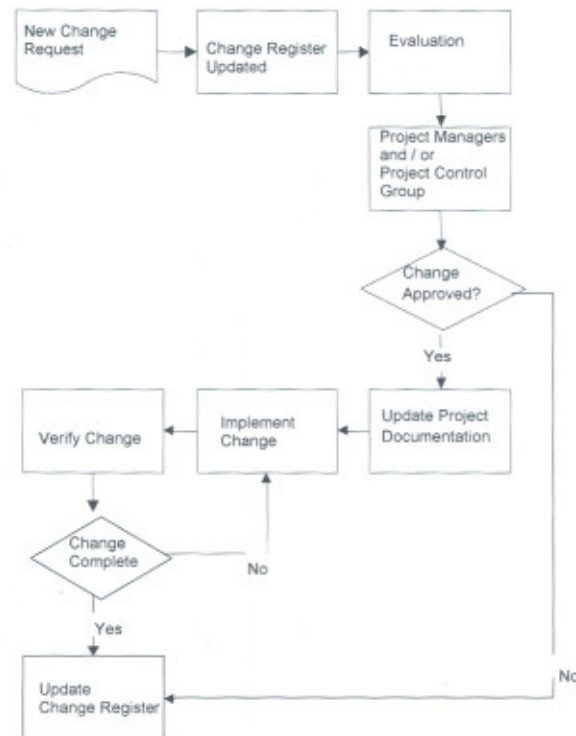 New Change
Request
Change Register
Updated
Evaluation
Project Managers
and / or
Project Control
Group
Change
Approved?
Yes
Update Project
Documentation
Implement
Change
Verify Change
Change
Complete
No
Yes
No
Update
Change Register